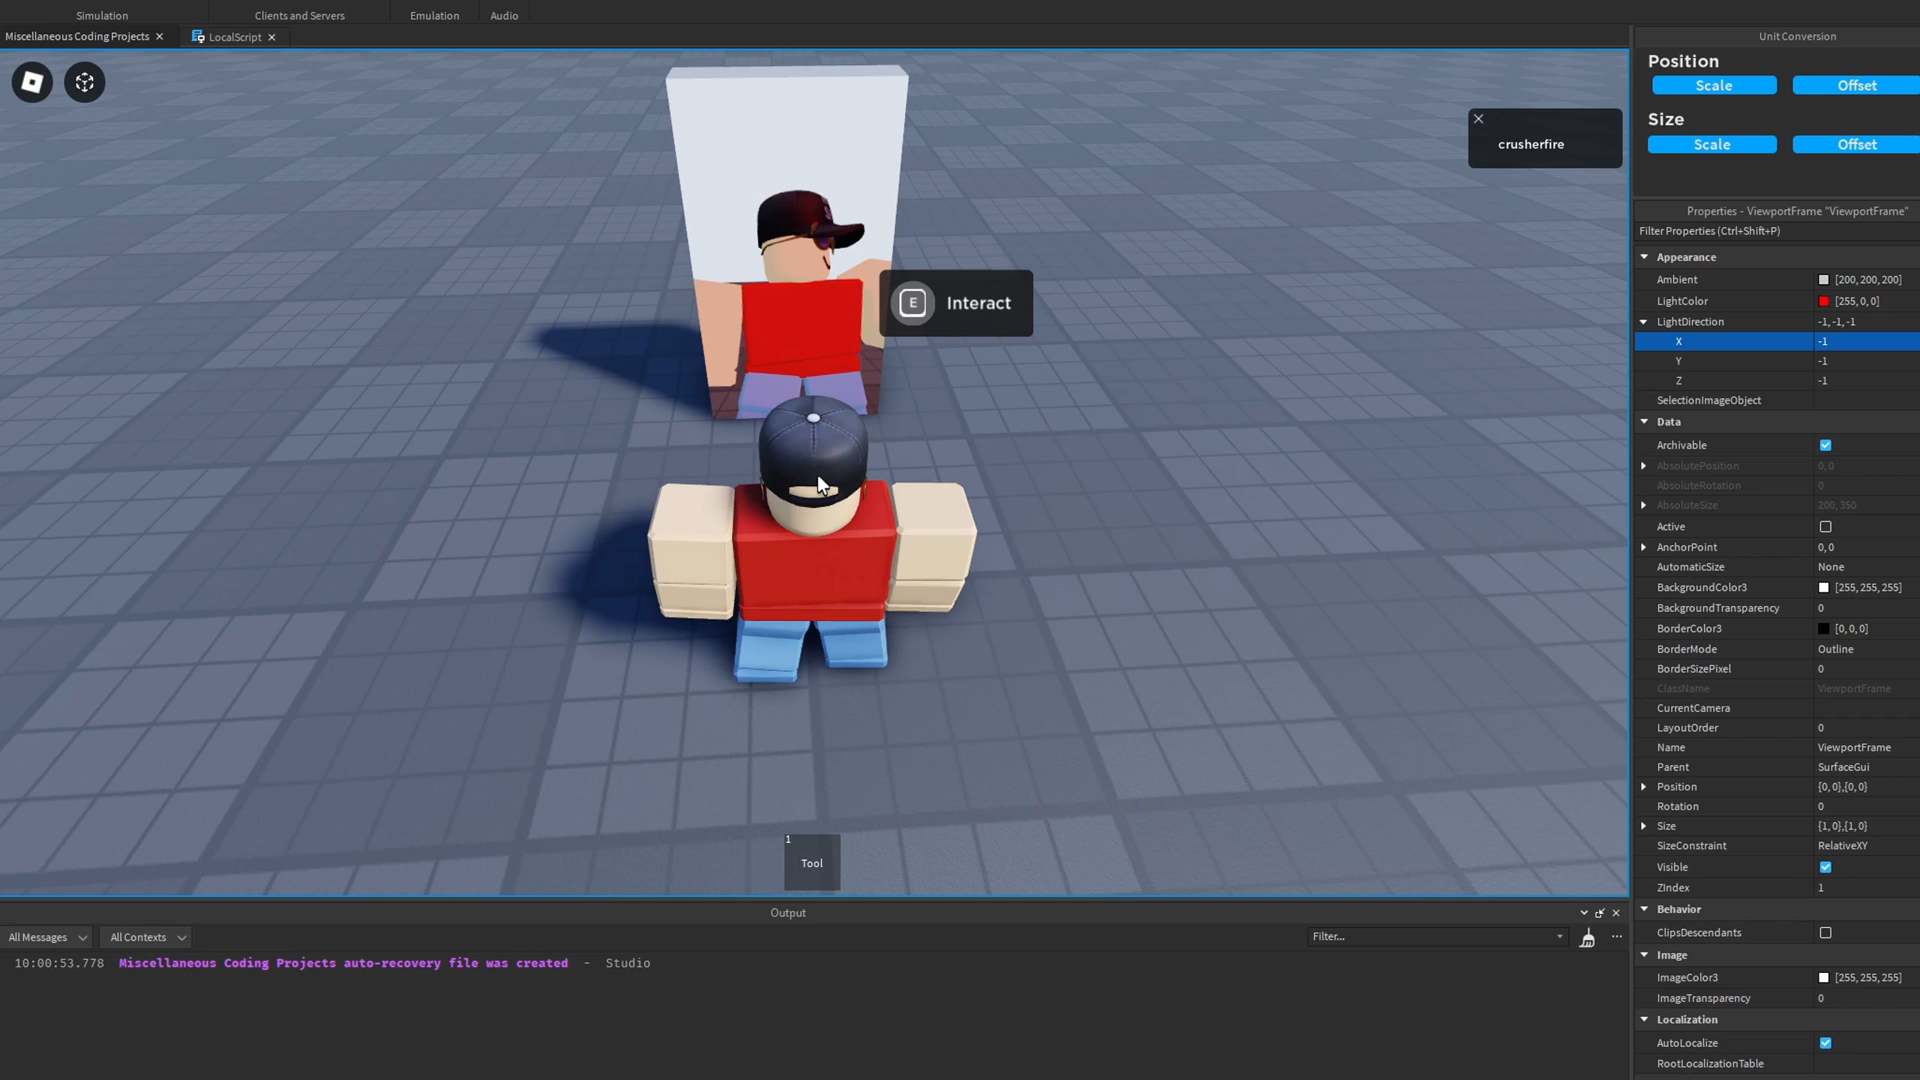 Simulation
Clients and Servers
Emulation
Audio
Miscellaneous Coding Projects
LocalScript
crusherfire
E
Interact
1
Tool
Unit Conversion
Position
Scale Offset
Size
Scale Offset
Properties - ViewportFrame "ViewportFrame"
Filter Properties (Ctrl+Shift+P)
Appearance
Ambient [200,200,200]
LightColor [255,0,0]
LightDirection -1,-1,-1
X -1
Y -1
Z -1
SelectionImageObject
Data
Archivable
AbsolutePosition 0,0
AbsoluteRotation 0
AbsoluteSize 200, 350
Active
AnchorPoint 0,0
AutomaticSize None
BackgroundColor3 [255,255,255]
BackgroundTransparency 0
BorderColor3 [0,0,0]
BorderMode Outline
BorderSizePixel 0
ClassName ViewportFrame
CurrentCamera
LayoutOrder 0
Name ViewportFrame
Parent SurfaceGui
Position {0, 0},{0, 0}
Rotation 0
Size {1, 0},{1, 0}
SizeConstraint RelativeXY
Visible
ZIndex 1
Behavior
ClipsDescendants
Image
ImageColor3 [255,255,255]
ImageTransparency 0
Localization
AutoLocalize
RootLocalizationTable
Output
All Messages
All Contexts
Filter...
10:00:53.778 Miscellaneous Coding Projects auto-recovery file was created - Studio